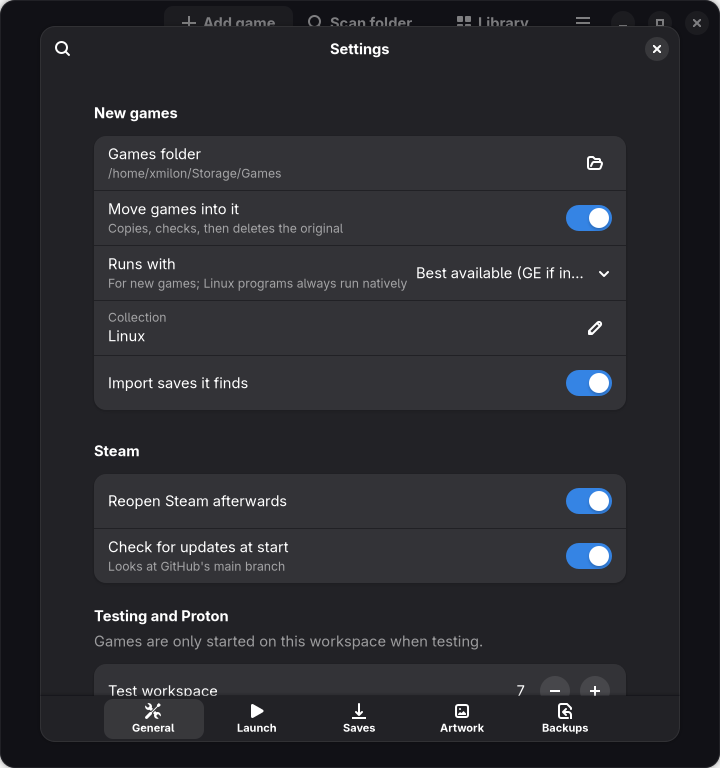 Add game
Scan folder
Library
Settings
New games
Games folder
/home/xmilon/Storage/Games
Move games into it
Copies, checks, then deletes the original
Runs with
For new games; Linux programs always run natively
Best available (GE if in...
Collection
Linux
Import saves it finds
Steam
Reopen Steam afterwards
Check for updates at start
Looks at GitHub's main branch
Testing and Proton
Games are only started on this workspace when testing.
Test workspace
7
General
Launch
Saves
Artwork
Backups